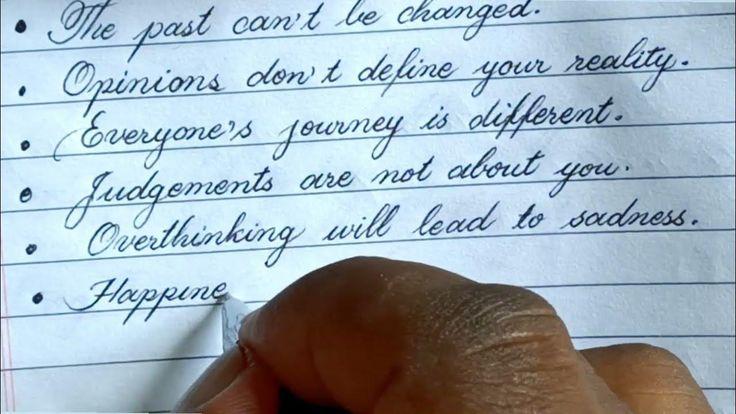 • The past can't be changed.
• Opinions don't define your reality.
• Everyone's journey is different.
• Judgements are not about you.
• Overthinking will lead to sadness.
• Happine